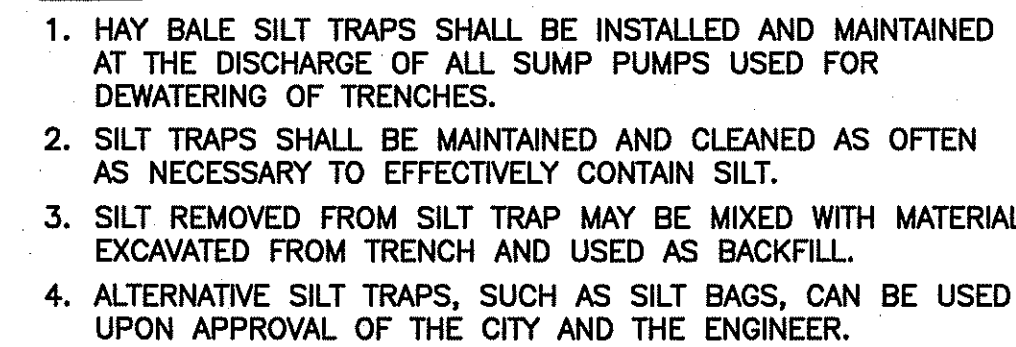 1. HAY BALE SILT TRAPS SHALL BE INSTALLED AND MAINTAINED
AT THE DISCHARGE OF ALL SUMP PUMPS USED FOR
DEWATERING OF TRENCHES.
2. SILT TRAPS SHALL BE MAINTAINED AND CLEANED AS OFTEN
AS NECESSARY TO EFFECTIVELY CONTAIN SILT.
3. SILT REMOVED FROM SILT TRAP MAY BE MIXED WITH MATERIAL
EXCAVATED FROM TRENCH AND USED AS BACKFILL.
4. ALTERNATIVE SILT TRAPS, SUCH AS SILT BAGS, CAN BE USED
UPON APPROVAL OF THE CITY AND THE ENGINEER.